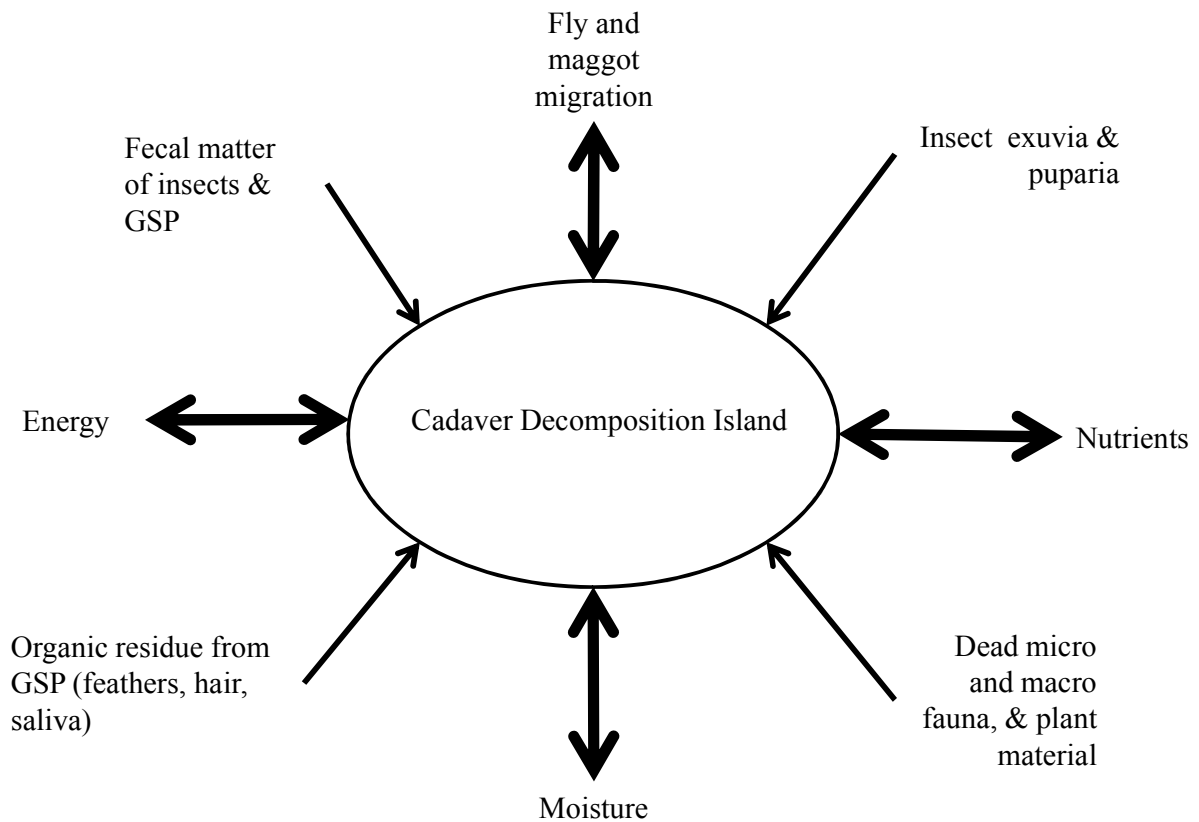 Fly and
maggot
migration
Fecal matter
of insects &
GSP
Insect exuvia &
puparia
Energy
Cadaver Decomposition Island
Nutrients
Organic residue from
GSP (feathers, hair,
saliva)
Dead micro
and macro
fauna, & plant
material
Moisture